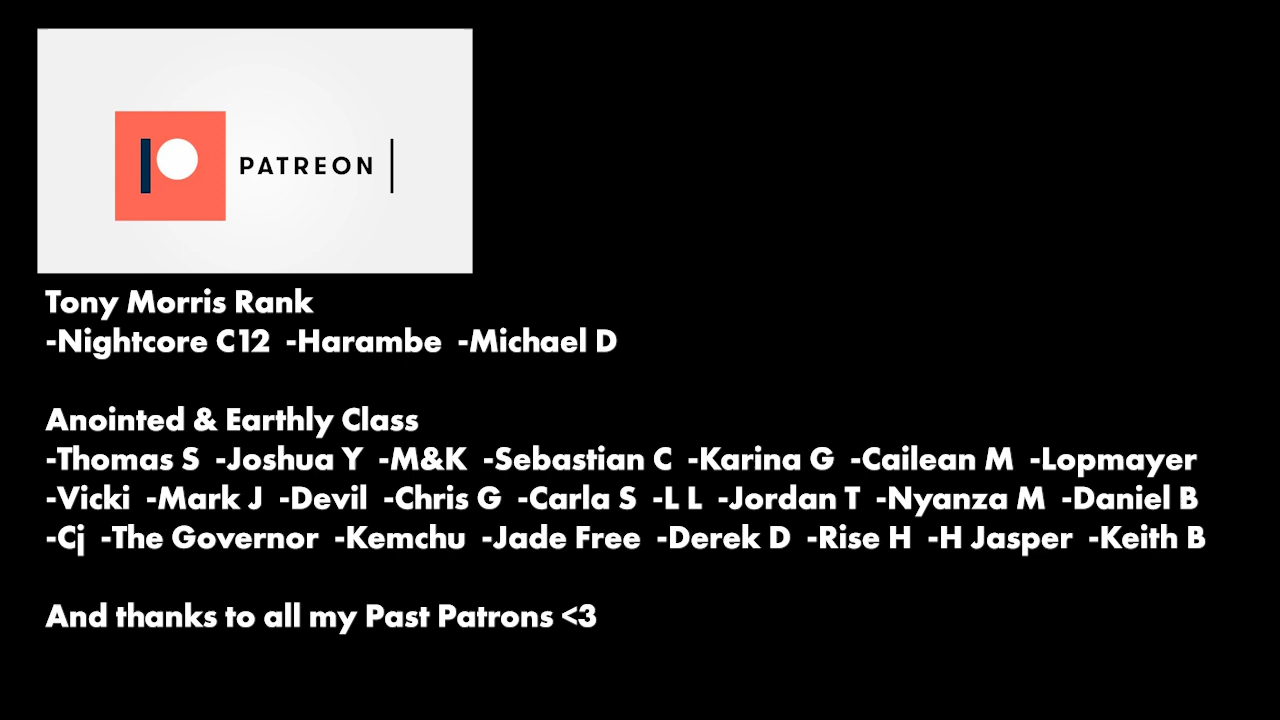 PATREON
Tony Morris Rank
-Nightcore C12 -Harambe -Michael D
Anointed & Earthly Class
-Thomas S -Joshua Y -M&K -Sebastian C -Karina G -Cailean M -Lopmayer
-Vicki -Mark J -Devil -Chris G -Carla S -L L -Jordan T -Nyanza M -Daniel B
-Cj -The Governor -Kemchu -Jade Free -Derek D -Rise H -H Jasper -Keith B
And thanks to all my Past Patrons <3